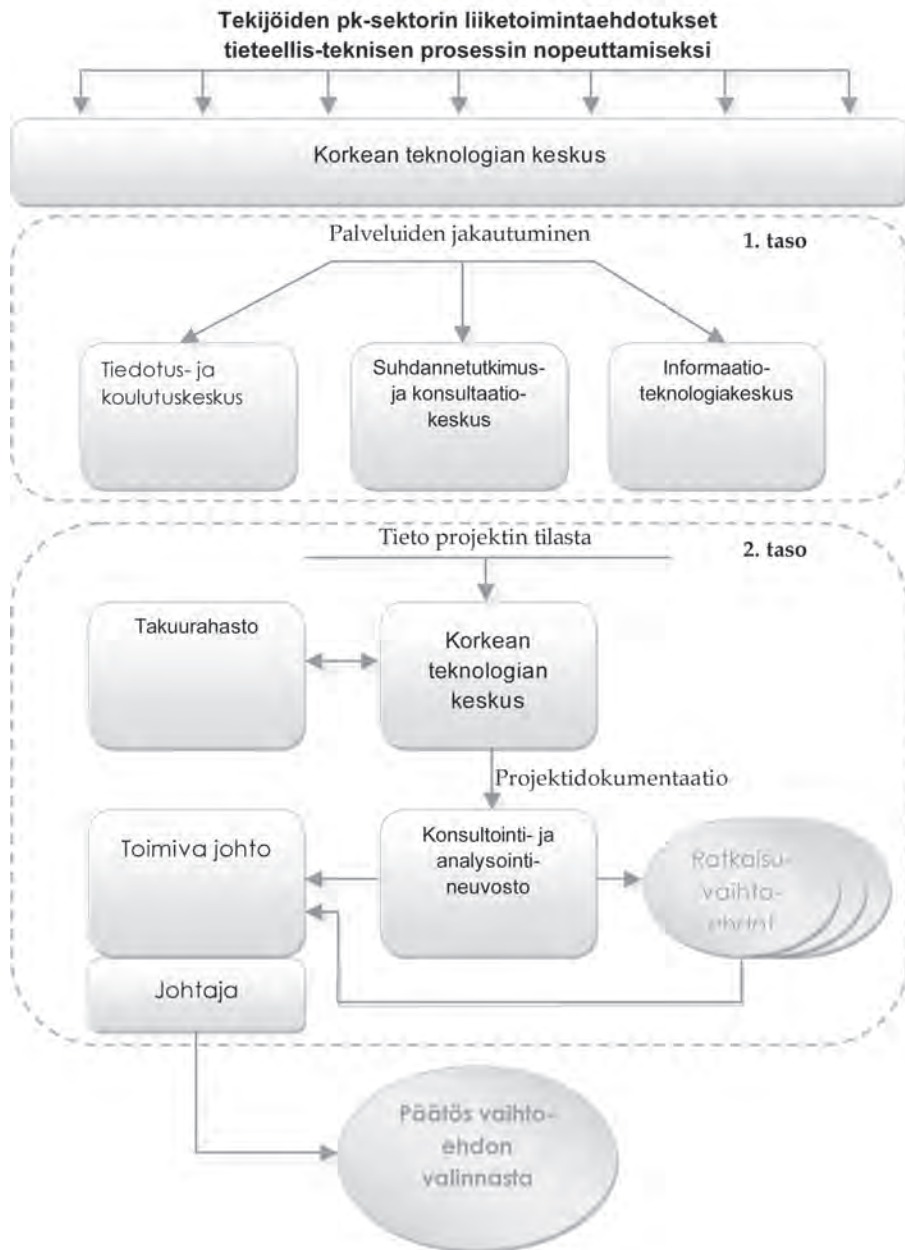 Tekijöiden pk-sektorin liiketoimintaehdotukset
tieteellis-teknisen prosessin nopeuttamiseksi
Korkean teknologian keskus
Palveluiden jakautuminen
1. taso
Tiedotus- ja
koulutuskeskus
Suhdannetutkimus-
ja konsultaatio-
keskus
Informaatio-
teknologiakeskus
Tieto projektin tilasta
2. taso
Takuurahasto
Korkean
teknologian
keskus
Projektidokumentaatio
Toimiva johto
Konsultointi- ja
analysointi-
neuvosto
Ratkaisu-
vaihto-
Johtaja
Päätös vaihto-
ehdon
valinnasta